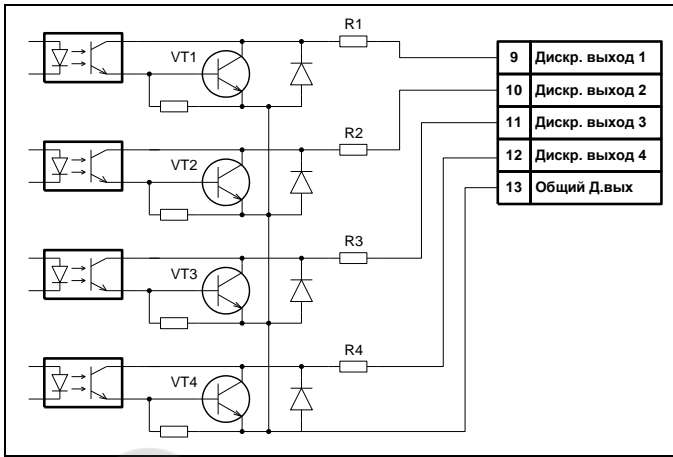 R1
VT1
9 Дискр. выход 1
10 Дискр. выход 2
R2
11 Дискр. выход 3
VT2
12 Дискр. выход 4
13 Общий Д.вых
R3
VT3
R4
VT4